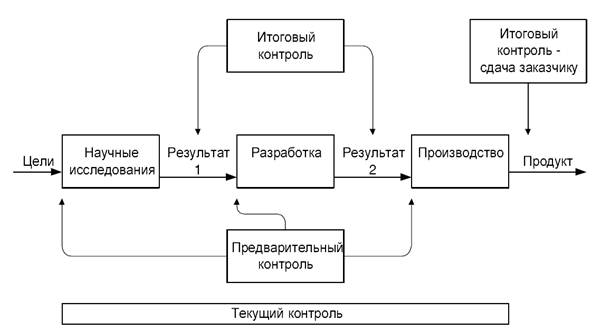 Итоговый
контроль
Итоговый
контроль -
сдача заказчику
Цели
Научные
исследования
Результат
1
Разработка
Результат
2
Производство
Продукт
Предварительный
контроль
Текущий контроль